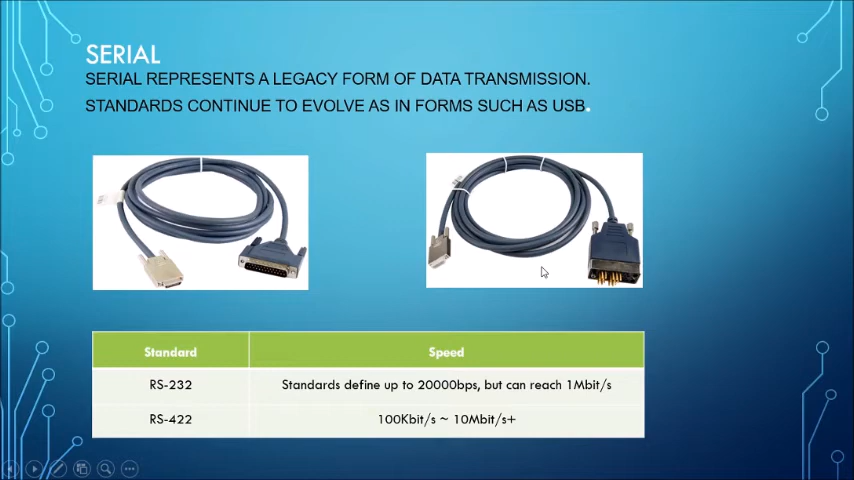 SERIAL
SERIAL REPRESENTS A LEGACY FORM OF DATA TRANSMISSION.
STANDARDS CONTINUE TO EVOLVE AS IN FORMS SUCH AS USB.
Standard Speed
RS-232 Standards define up to 20000bps, but can reach 1Mbit/s
RS-422 100Kbit/s ~ 10Mbit/s+